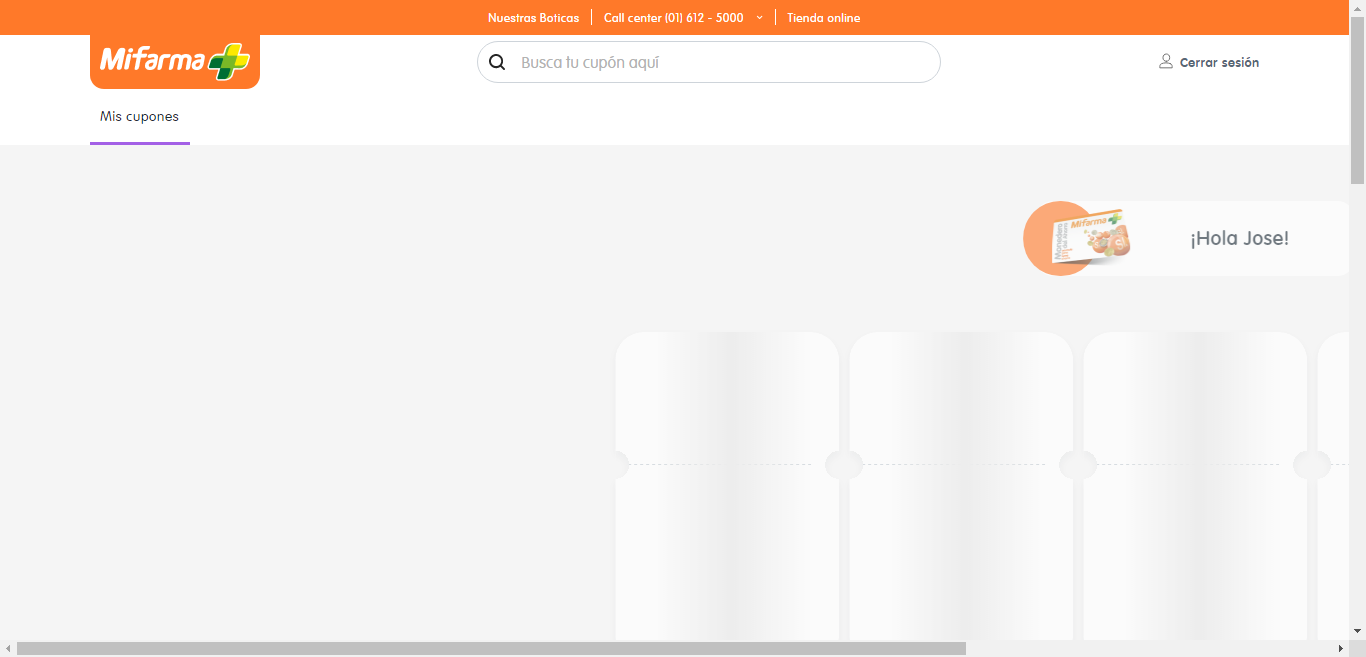 Nuestras Boticas
Call center (01) 612 - 5000
Tienda online
Mifarma
Busca tu cupón aquí
Cerrar sesión
Mis cupones
Mifarma
¡Hola Jose!